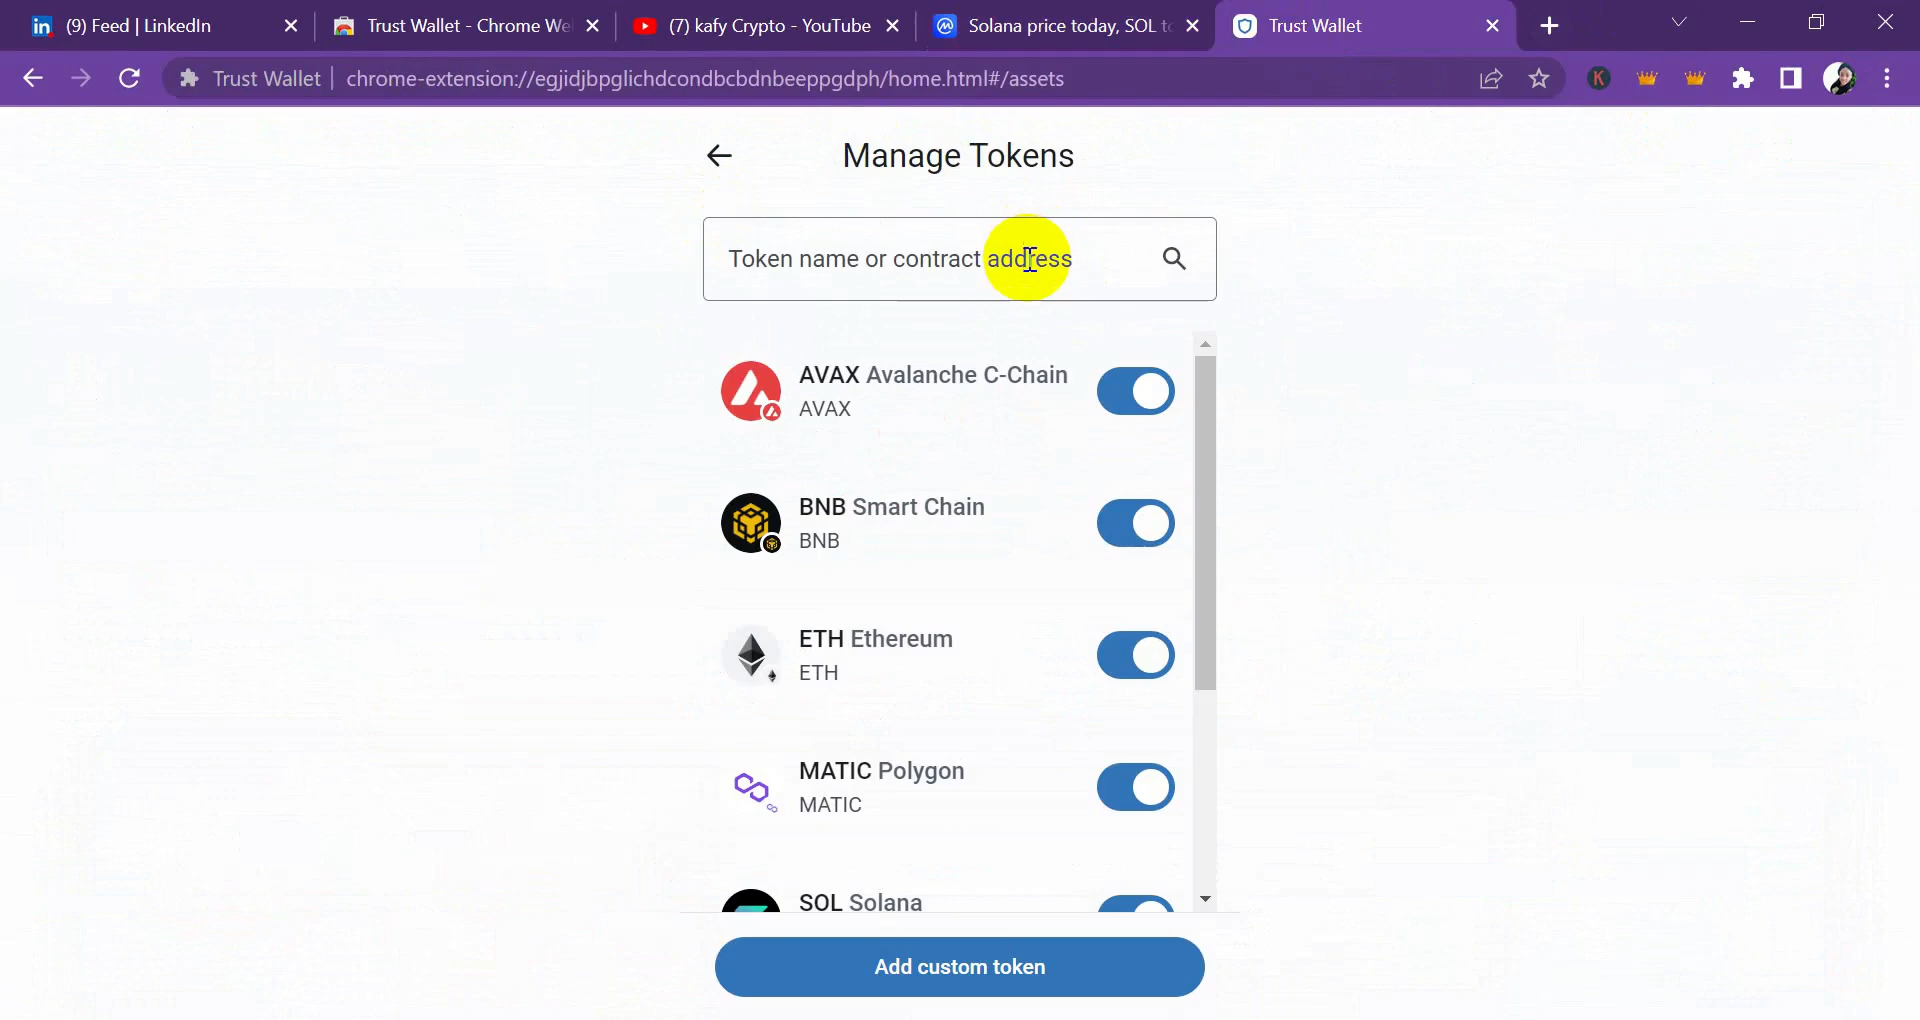 (9) Feed | LinkedIn
Trust Wallet - Chrome We
(7) kafy Crypto - YouTube
Solana price today, SOL to
Trust Wallet
Trust Wallet
chrome-extension://egjidjbpglichdcondbcbdnbeeppgdph/home.html#/assets
K
Manage Tokens
Token name or contract address
AVAX Avalanche C-Chain
AVAX
BNB Smart Chain
BNB
ETH Ethereum
ETH
MATIC Polygon
MATIC
SOL Solana
Add custom token